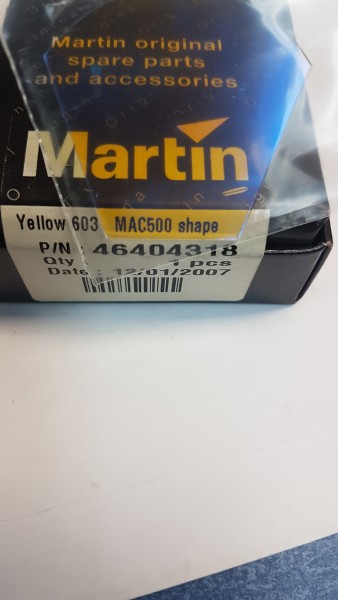 Martin original
spare parts
and accessories
Martin
Yellow 603 MAC500 shape
P/N : 46404318
Qty : 1 pcs
Date : 12/01/2007